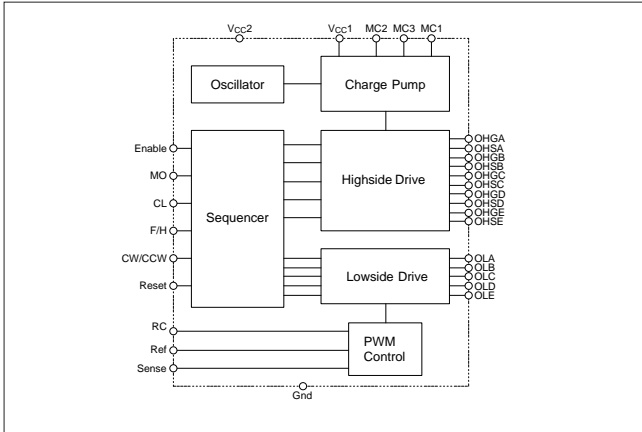 Vcc2
Vcc1 MC2 MC3 MC1
Oscillator
Charge Pump
Enable
MO
CL
F/H
CW/CCW
Reset
Sequencer
Highside Drive
OHGA
OHSA
OHGB
OHSB
OHGC
OHSC
OHGD
OHSD
OHGE
OHSE
Lowside Drive
OLA
OLB
OLC
OLD
OLE
RC
Ref
Sense
PWM
Control
Gnd